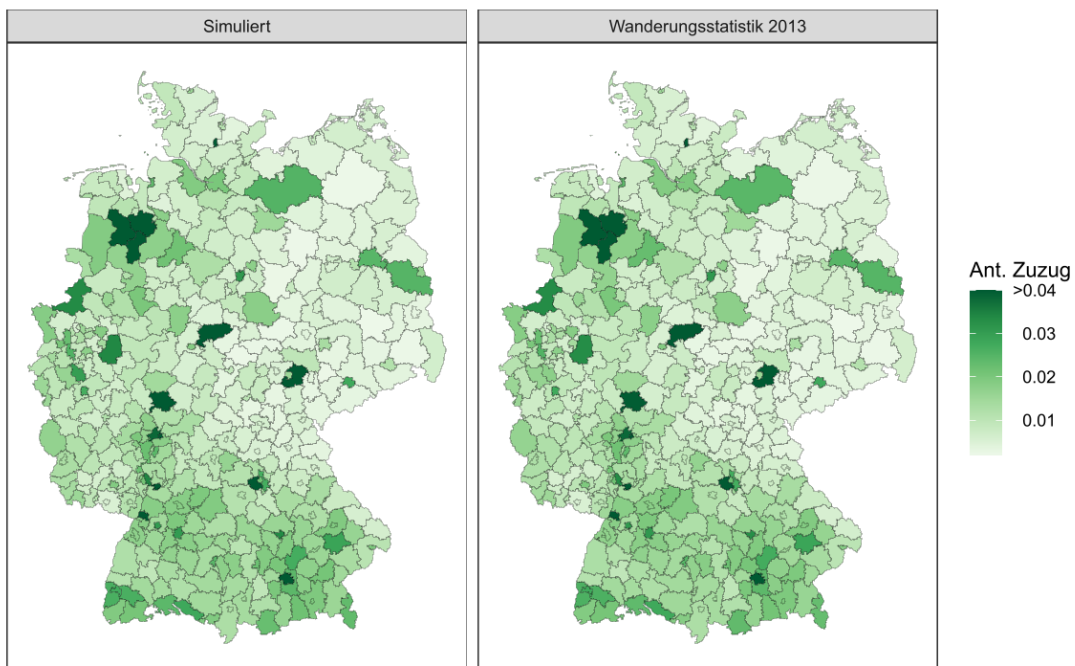 Simuliert
Wanderungsstatistik 2013
Ant. Zuzug
>0.04
0.03
0.02
0.01